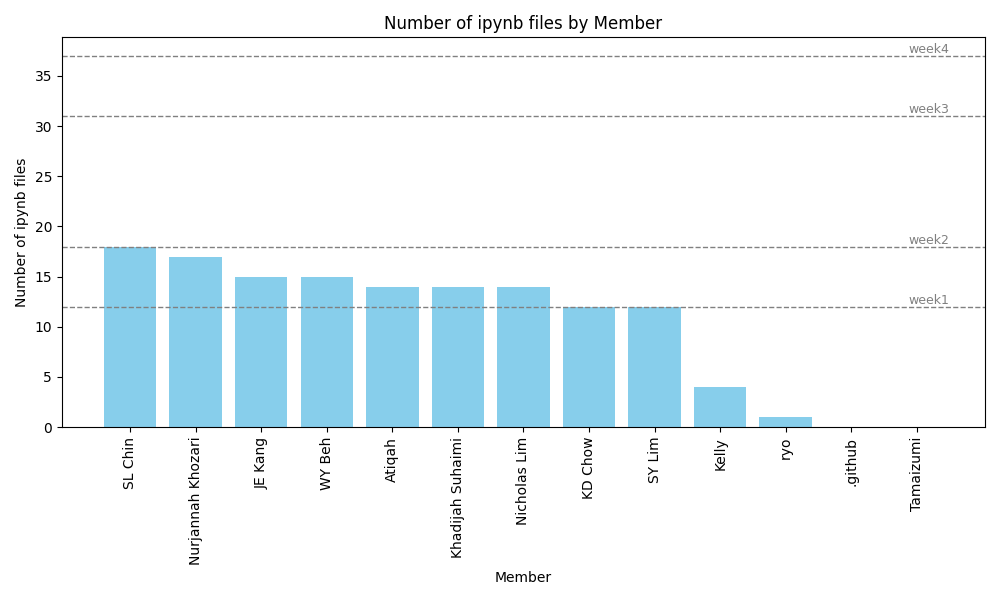 Number of ipynb files by Member
Number of ipynb files
35
30
25
20
15
10
5
0
week4
week3
week2
week1
SL Chin
Nurjannah Khozari
JE Kang
WY Beh
Atiqah
Khadijah Suhaimi
Nicholas Lim
KD Chow
SY Lim
Kelly
ryo
.github
Tamaizumi
Member